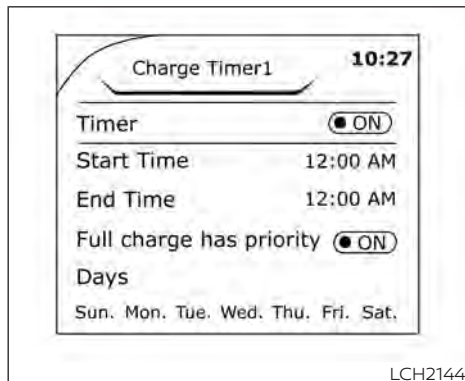 Charge Timer1 10:27
Timer ON
Start Time 12:00 AM
End Time 12:00 AM
Full charge has priority ON
Days
Sun. Mon. Tue. Wed. Thu. Fri. Sat.
LCH2144